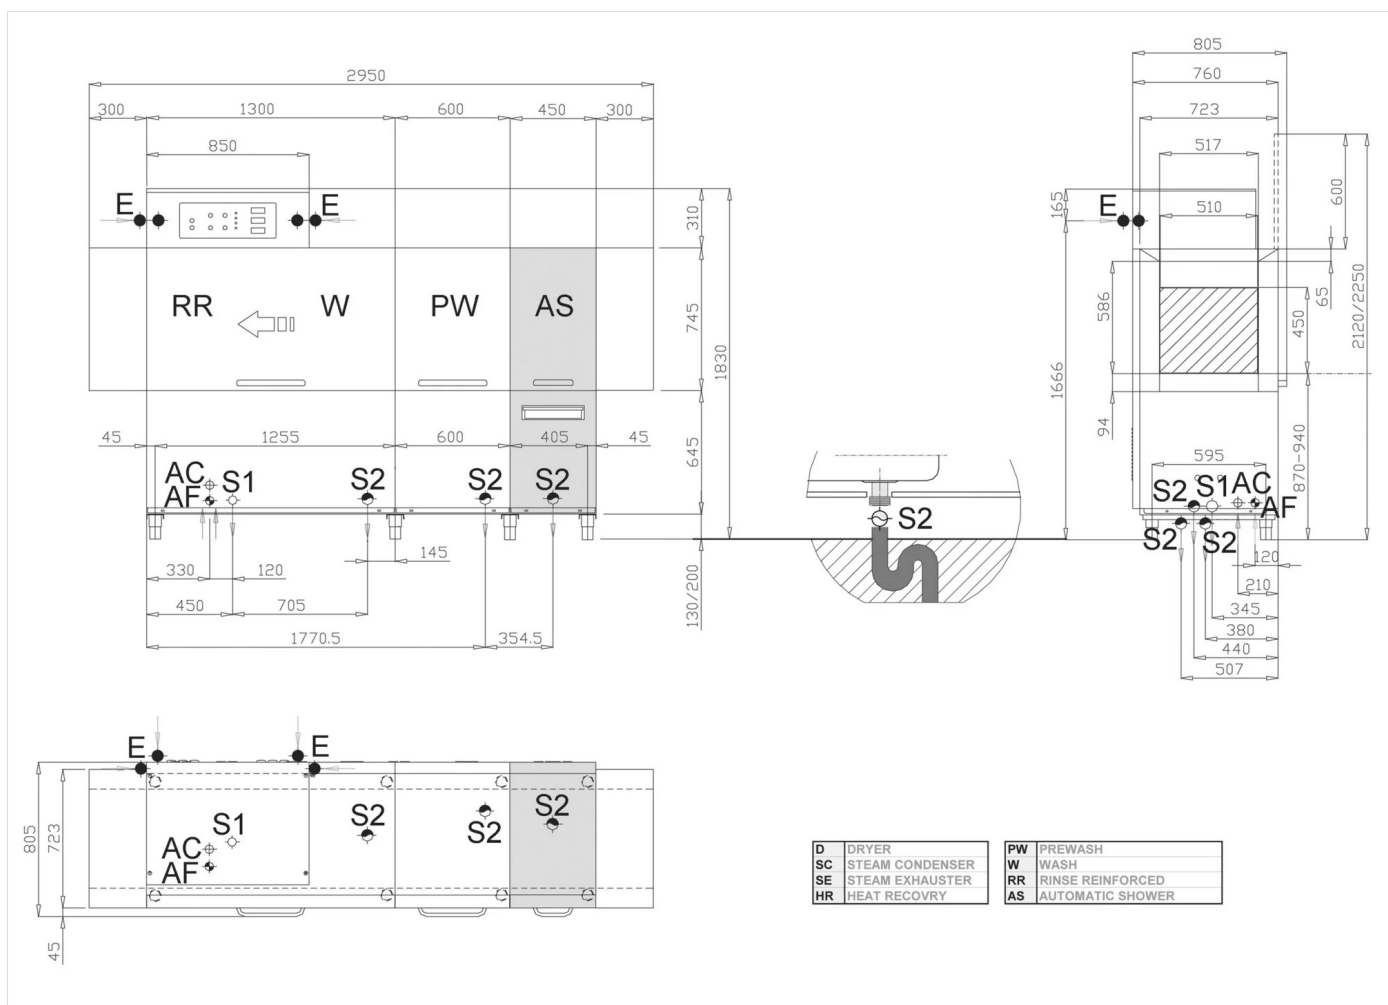 2950
300 1300 600 450 300
850
E E
310
RR W PW AS
745
1830
45 1255 600 405 45
645
AC S1 S2 S2 S2
AF
145
330 120
450 705
1770.5 354.5
130/200
S2
805
760
723
517
510
165
E
600
65
586
450
2120/2250
1666
94
870-940
595
S2 S1 AC
AF
S2 S2
120
210
345
380
440
507
E E
805
723
S1
AC
AF
S2 S2 S2
45
D DRYER
SC STEAM CONDENSER
SE STEAM EXHAUSTER
HR HEAT RECOVRY
PW PREWASH
W WASH
RR RINSE REINFORCED
AS AUTOMATIC SHOWER